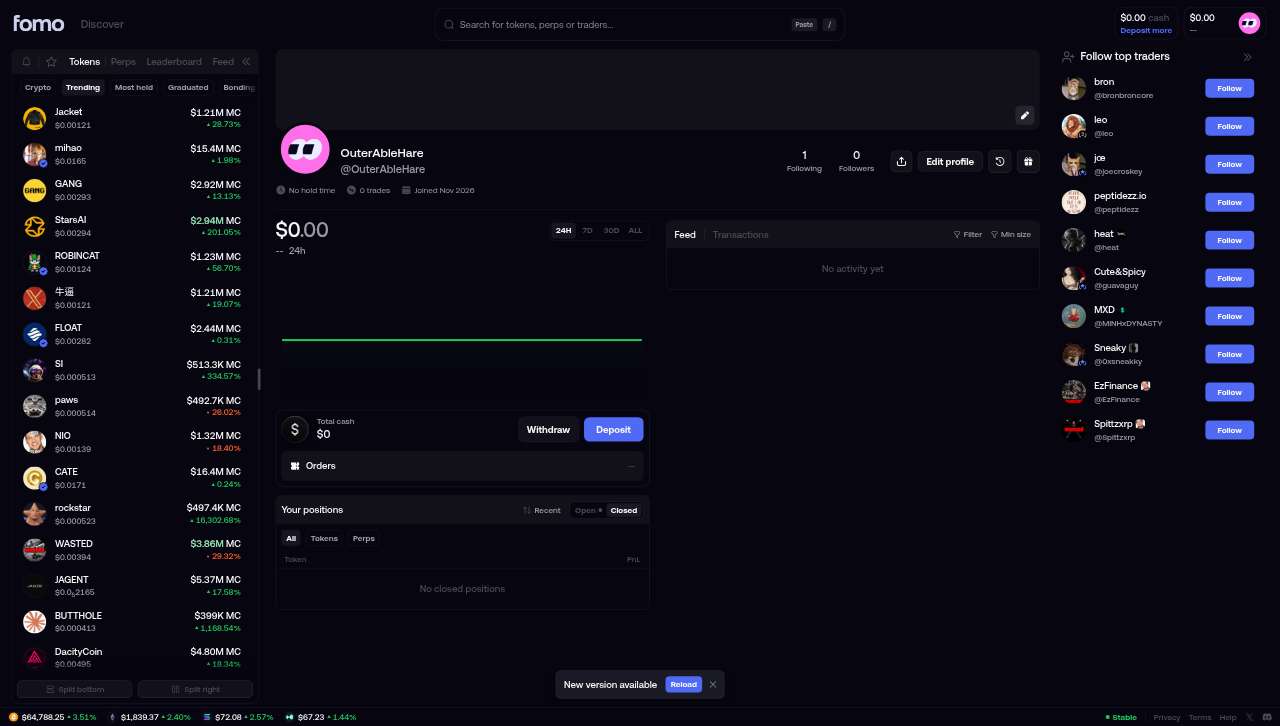 fomo
Discover
Search for tokens, perps or traders...
Paste
/
$0.00 cash
Deposit more
$0.00
—
Tokens Perps Leaderboard Feed
Crypto Trending Most held Graduated Bonding
Jacket $1.21M MC
$0.00121 28.73%
mihao $15.4M MC
$0.0165 1.98%
GANG $2.92M MC
$0.00293 13.13%
StarsAI $2.94M MC
$0.00294 201.05%
ROBINCAT $1.23M MC
$0.00124 56.70%
牛逼 $1.21M MC
$0.00121 19.07%
FLOAT $2.44M MC
$0.00282 0.31%
SI $513.3K MC
$0.000513 334.57%
paws $492.7K MC
$0.000514 26.02%
NIO $1.32M MC
$0.00139 18.40%
CATE $16.4M MC
$0.0171 0.24%
rockstar $497.4K MC
$0.000523 16,302.68%
WASTED $3.86M MC
$0.00394 29.32%
JAGENT $5.37M MC
$0.0₅2165 17.58%
BUTTHOLE $399K MC
$0.000413 1,168.54%
DacityCoin $4.80M MC
$0.00495 18.34%
Split bottom Split right
OuterAbleHare
@OuterAbleHare
No hold time 0 trades Joined Nov 2026
1 Following
0 Followers
Edit profile
$0.00
-- 24h
24H 7D 30D ALL
Total cash
$0
Withdraw Deposit
Orders —
Your positions Recent Open Closed
All Tokens Perps
Token PnL
No closed positions
Feed Transactions Filter Min size
No activity yet
Follow top traders
bron
@bronbroncore
Follow
leo
@leo
Follow
joe
@joecroskey
Follow
peptidezz.io
@peptidezz
Follow
heat
@heat
Follow
Cute&Spicy
@guavaguy
Follow
MXD
@MINHxDYNASTY
Follow
Sneaky
@0xsneakky
Follow
EzFinance
@EzFinance
Follow
Spittzxrp
@Spittzxrp
Follow
New version available Reload
$64,788.25 3.51% $1,839.37 2.40% $72.08 2.57% $67.23 1.44%
Stable Privacy Terms Help